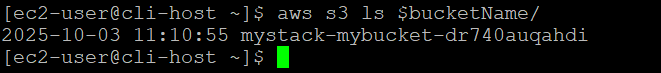 [ec2-user@cli-host ~]$ aws s3 ls $bucketName/
2025-10-03 11:10:55 mystack-mybucket-dr740auqahdi
[ec2-user@cli-host ~]$